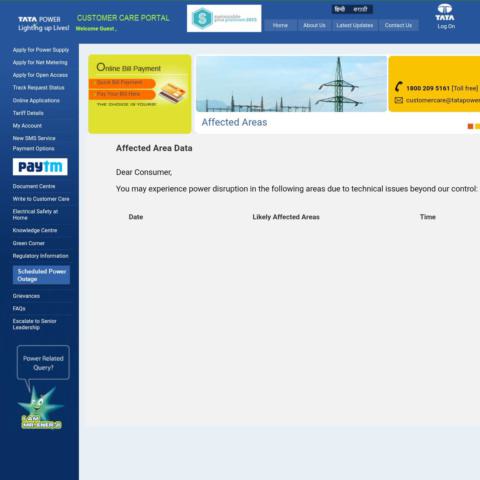 TATA POWER
Lighting up Lives!
CUSTOMER CARE PORTAL
Welcome Guest ,
sustainable
हिन्दी मराठी
Home About Us Latest Updates Contact Us
TATA
Log On
Apply for Power Supply
Apply for Net Metering
Apply for Open Access
Track Request Status
Online Applications
Tariff Details
My Account
New SMS Service
Payment Options
paytm
Document Centre
Write to Customer Care
Electrical Safety at
Home
Knowledge Centre
Green Corner
Regulatory Information
Scheduled Power
Outage
Grievances
FAQs
Escalate to Senior
Leadership
Power Related
Query?
I AM
MR. ENER'G
Online Bill Payment
Quick Bill Payment
Pay Your Bill Here
THE CHOICE IS YOURS!
1800 209 5161 [Toll free]
customercare@tatapower
Affected Areas
Affected Area Data
Dear Consumer,
You may experience power disruption in the following areas due to technical issues beyond our control:
Date Likely Affected Areas Time